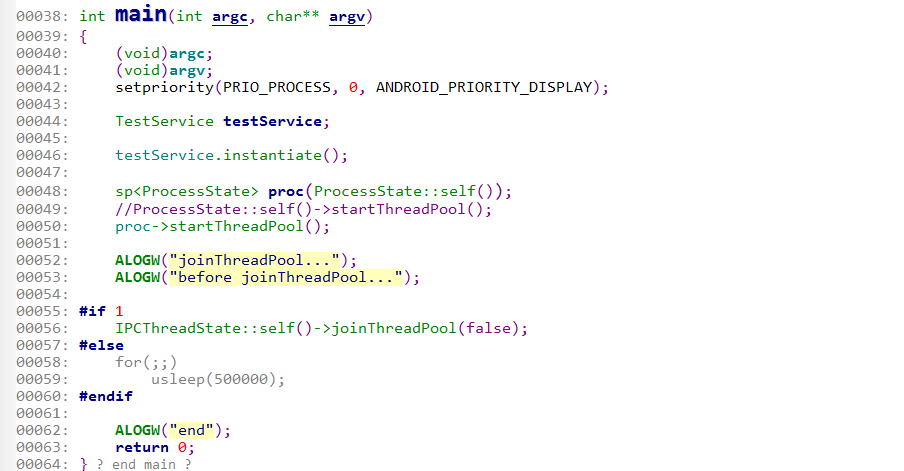 00038: int main(int argc, char** argv)
00039: {
00040:     (void)argc;
00041:     (void)argv;
00042:     setpriority(PRIO_PROCESS, 0, ANDROID_PRIORITY_DISPLAY);
00043:
00044:     TestService testService;
00045:
00046:     testService.instantiate();
00047:
00048:     sp<ProcessState> proc(ProcessState::self());
00049:     //ProcessState::self()->startThreadPool();
00050:     proc->startThreadPool();
00051:
00052:     ALOGW("joinThreadPool...");
00053:     ALOGW("before joinThreadPool...");
00054:
00055: #if 1
00056:     IPCThreadState::self()->joinThreadPool(false);
00057: #else
00058:     for(;;)
00059:         usleep(500000);
00060: #endif
00061:
00062:     ALOGW("end");
00063:     return 0;
00064: } ? end main ?